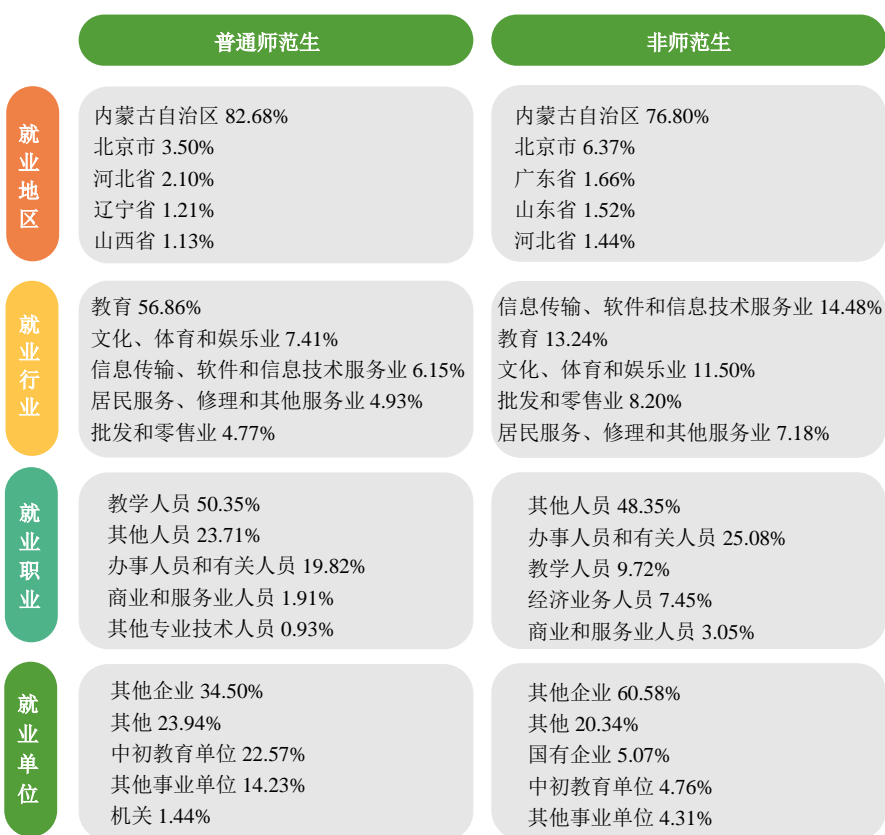 普通师范生
非师范生
就业地区
内蒙古自治区 82.68%
北京市 3.50%
河北省 2.10%
辽宁省 1.21%
山西省 1.13%
内蒙古自治区 76.80%
北京市 6.37%
广东省 1.66%
山东省 1.52%
河北省 1.44%
就业行业
教育 56.86%
文化、体育和娱乐业 7.41%
信息传输、软件和信息技术服务业 6.15%
居民服务、修理和其他服务业 4.93%
批发和零售业 4.77%
信息传输、软件和信息技术服务业 14.48%
教育 13.24%
文化、体育和娱乐业 11.50%
批发和零售业 8.20%
居民服务、修理和其他服务业 7.18%
就业职业
教学人员 50.35%
其他人员 23.71%
办事人员和有关人员 19.82%
商业和服务业人员 1.91%
其他专业技术人员 0.93%
其他人员 48.35%
办事人员和有关人员 25.08%
教学人员 9.72%
经济业务人员 7.45%
商业和服务业人员 3.05%
就业单位
其他企业 34.50%
其他 23.94%
中初教育单位 22.57%
其他事业单位 14.23%
机关 1.44%
其他企业 60.58%
其他 20.34%
国有企业 5.07%
中初教育单位 4.76%
其他事业单位 4.31%